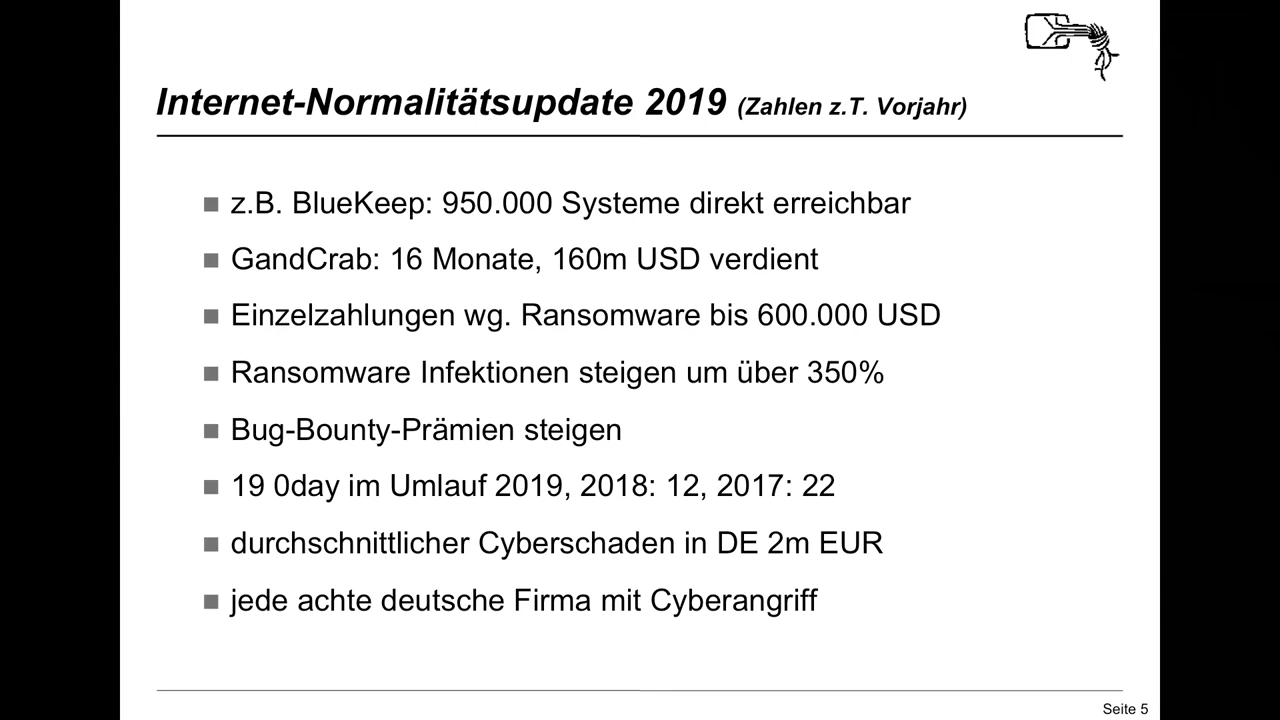 Internet-Normalitätsupdate 2019 (Zahlen z.T. Vorjahr)
z.B. BlueKeep: 950.000 Systeme direkt erreichbar
GandCrab: 16 Monate, 160m USD verdient
Einzelzahlungen wg. Ransomware bis 600.000 USD
Ransomware Infektionen steigen um über 350%
Bug-Bounty-Prämien steigen
19 0day im Umlauf 2019, 2018: 12, 2017: 22
durchschnittlicher Cyberschaden in DE 2m EUR
jede achte deutsche Firma mit Cyberangriff
Seite 5